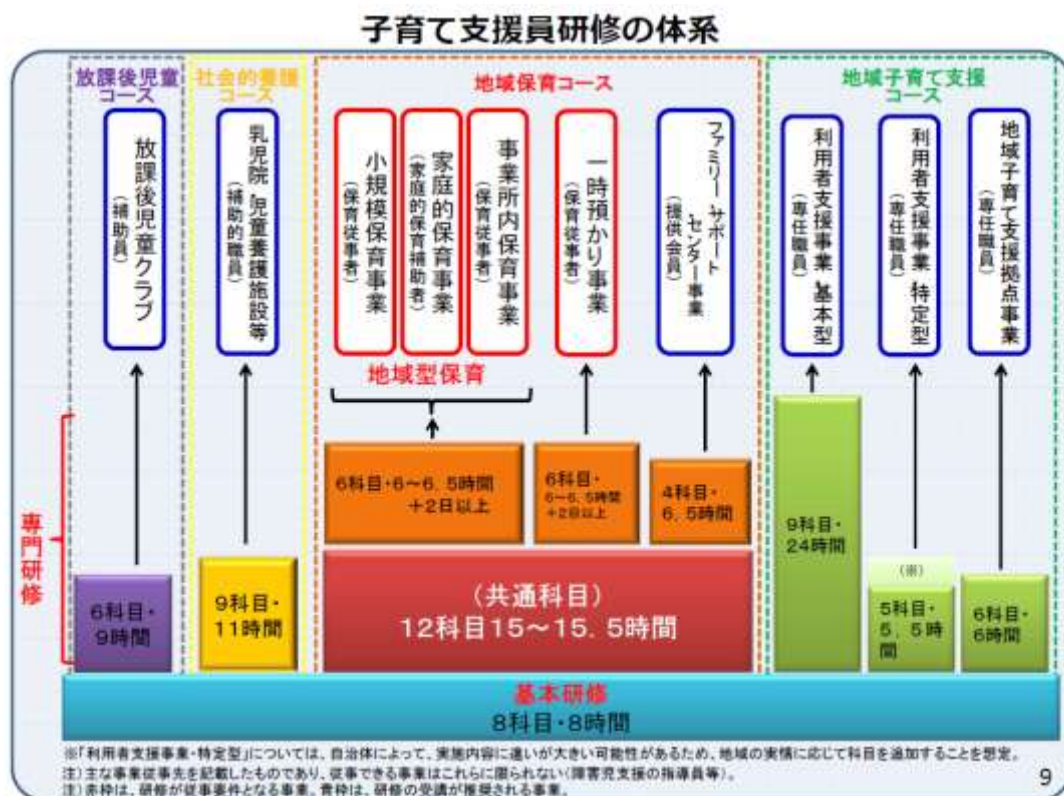 子育て支援員研修の体系
放課後児童
コース
社会的養護
コース
地域保育コース
地域子育て支援
コース
放課後児童クラブ
（補助員）
乳児院・児童養護施設等
（補助的職員）
小規模保育事業
（保育従事者）
家庭的保育事業
（家庭的保育補助者）
事業所内保育事業
（保育従事者）
一時預かり事業
（保育従事者）
ファミリー・サポート
・センター事業
（提供会員）
利用者支援事業・基本型
（専任職員）
利用者支援事業・特定型
（専任職員）
地域子育て支援拠点事業
（専任職員）
地域型保育
専門研修
6科目・
9時間
9科目・
11時間
6科目・6～6．5時間
＋2日以上
6科目・
6～6．5時間
＋2日以上
4科目・
6．5時間
（共通科目）
12科目15～15．5時間
9科目・
24時間
（※）
5科目・
5．5時
間
6科目・
6時間
基本研修
8科目・8時間
※「利用者支援事業・特定型」については、自治体によって、実施内容に違いが大きい可能性があるため、地域の実情に応じて科目を追加することを想定。
注）主な事業従事先を記載したものであり、従事できる事業はこれらに限られない（障害児支援の指導員等）。
注）赤枠は、研修が従事要件となる事業。青枠は、研修の受講が推奨される事業。
9